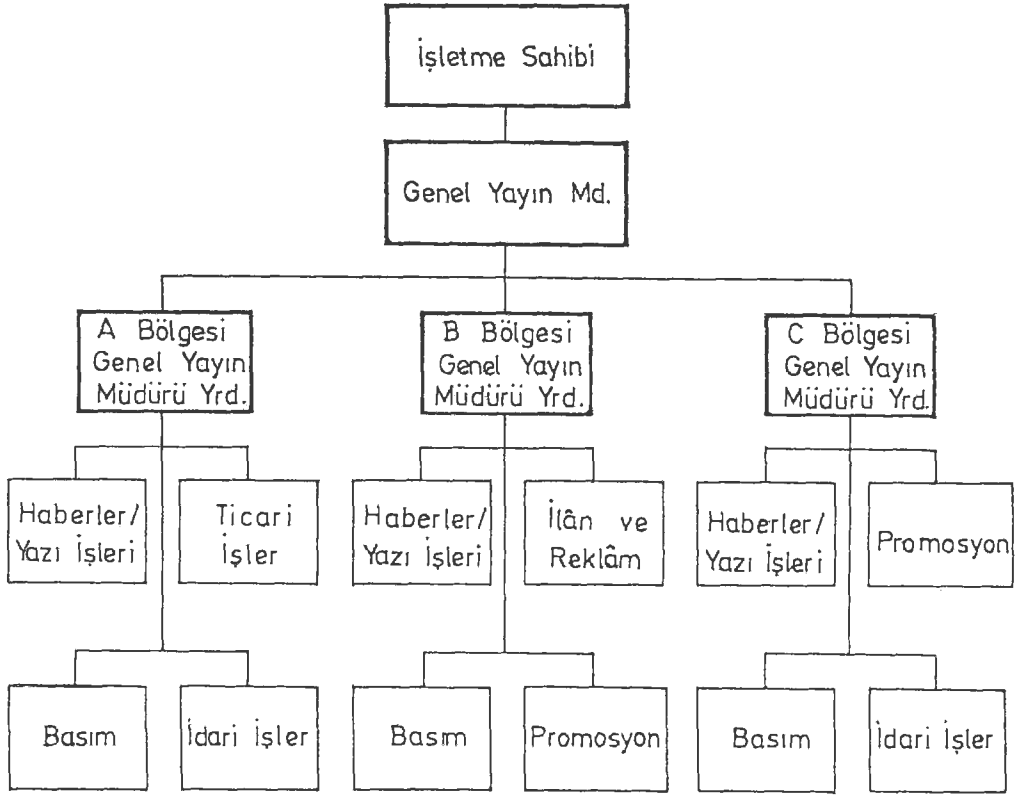 İşletme Sahibi
Genel Yayın Md.
A Bölgesi
Genel Yayın
Müdürü Yrd.
B Bölgesi
Genel Yayın
Müdürü Yrd.
C Bölgesi
Genel Yayın
Müdürü Yrd.
Haberler/
Yazı İşleri
Ticari
İşler
Haberler/
Yazı İşleri
İlân ve
Reklâm
Haberler/
Yazı İşleri
Promosyon
Basım
İdari İşler
Basım
Promosyon
Basım
İdari İşler